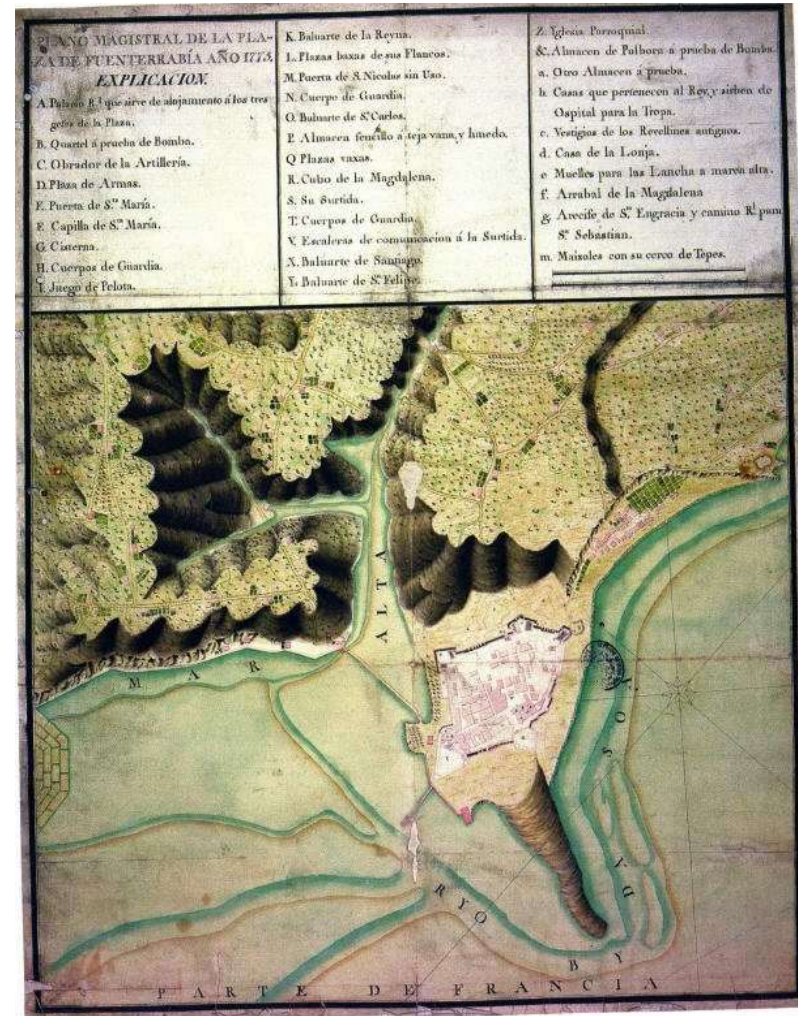 PLANO MAGISTRAL DE LA PLA-
ZA DE FUENTERRABÍA AÑO 1775.
EXPLICACION.
A. Palacio R.l que sirve de alojamiento á los tres
gefes de la Plaza.
B. Quartel á prueba de Bomba.
C. Obrador de la Artillería.
D. Plaza de Armas.
E. Puerta de S.ta María.
F. Capilla de S.ta María.
G. Cisterna.
H. Cuerpos de Guardia.
I. Juego de Pelota.
K. Baluarte de la Reyna.
L. Plazas baxas de sus Flancos.
M. Puerta de S. Nicolas sin Uso.
N. Cuerpo de Guardia.
O. Baluarte de S.n Carlos.
P. Almacen sencillo a teja vana, y humedo.
Q Plazas vaxas.
R. Cubo de la Magdalena.
S. Su Surtida.
T. Cuerpos de Guardia.
V. Escaleras de comunicacion á la Surtida.
X. Baluarte de Santiago.
Y. Baluarte de S.n Felipe.
Z. Yglesia Parroquial.
&. Almacen de Polbora á prueba de Bomba.
a. Otro Almacen á prueba.
b. Casas que pertenecen al Rey, y sirben de
Ospital para la Tropa.
c. Vestigios de los Revellines antiguos.
d. Casa de la Lonja.
e Muelles para las Lancha a marea alta.
f. Arrabal de la Magdalena
g. Arecife de S.ta Engracia y camino R.l para
S.n Sebastian.
m. Maizales con su cerco de Tepes.
MAR ALTA
RYO BYDASOA
PARTE DE FRANCIA